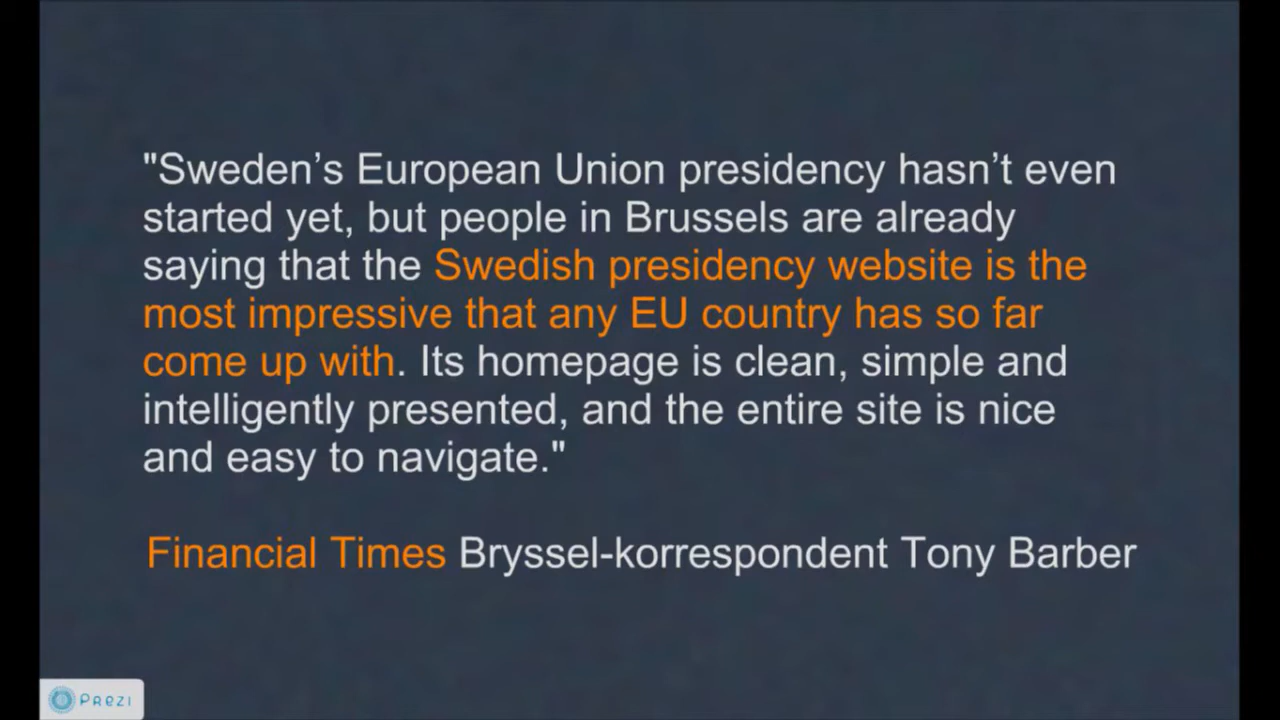 "Sweden’s European Union presidency hasn’t even
started yet, but people in Brussels are already
saying that the Swedish presidency website is the
most impressive that any EU country has so far
come up with. Its homepage is clean, simple and
intelligently presented, and the entire site is nice
and easy to navigate."
Financial Times Bryssel-korrespondent Tony Barber
Prezi